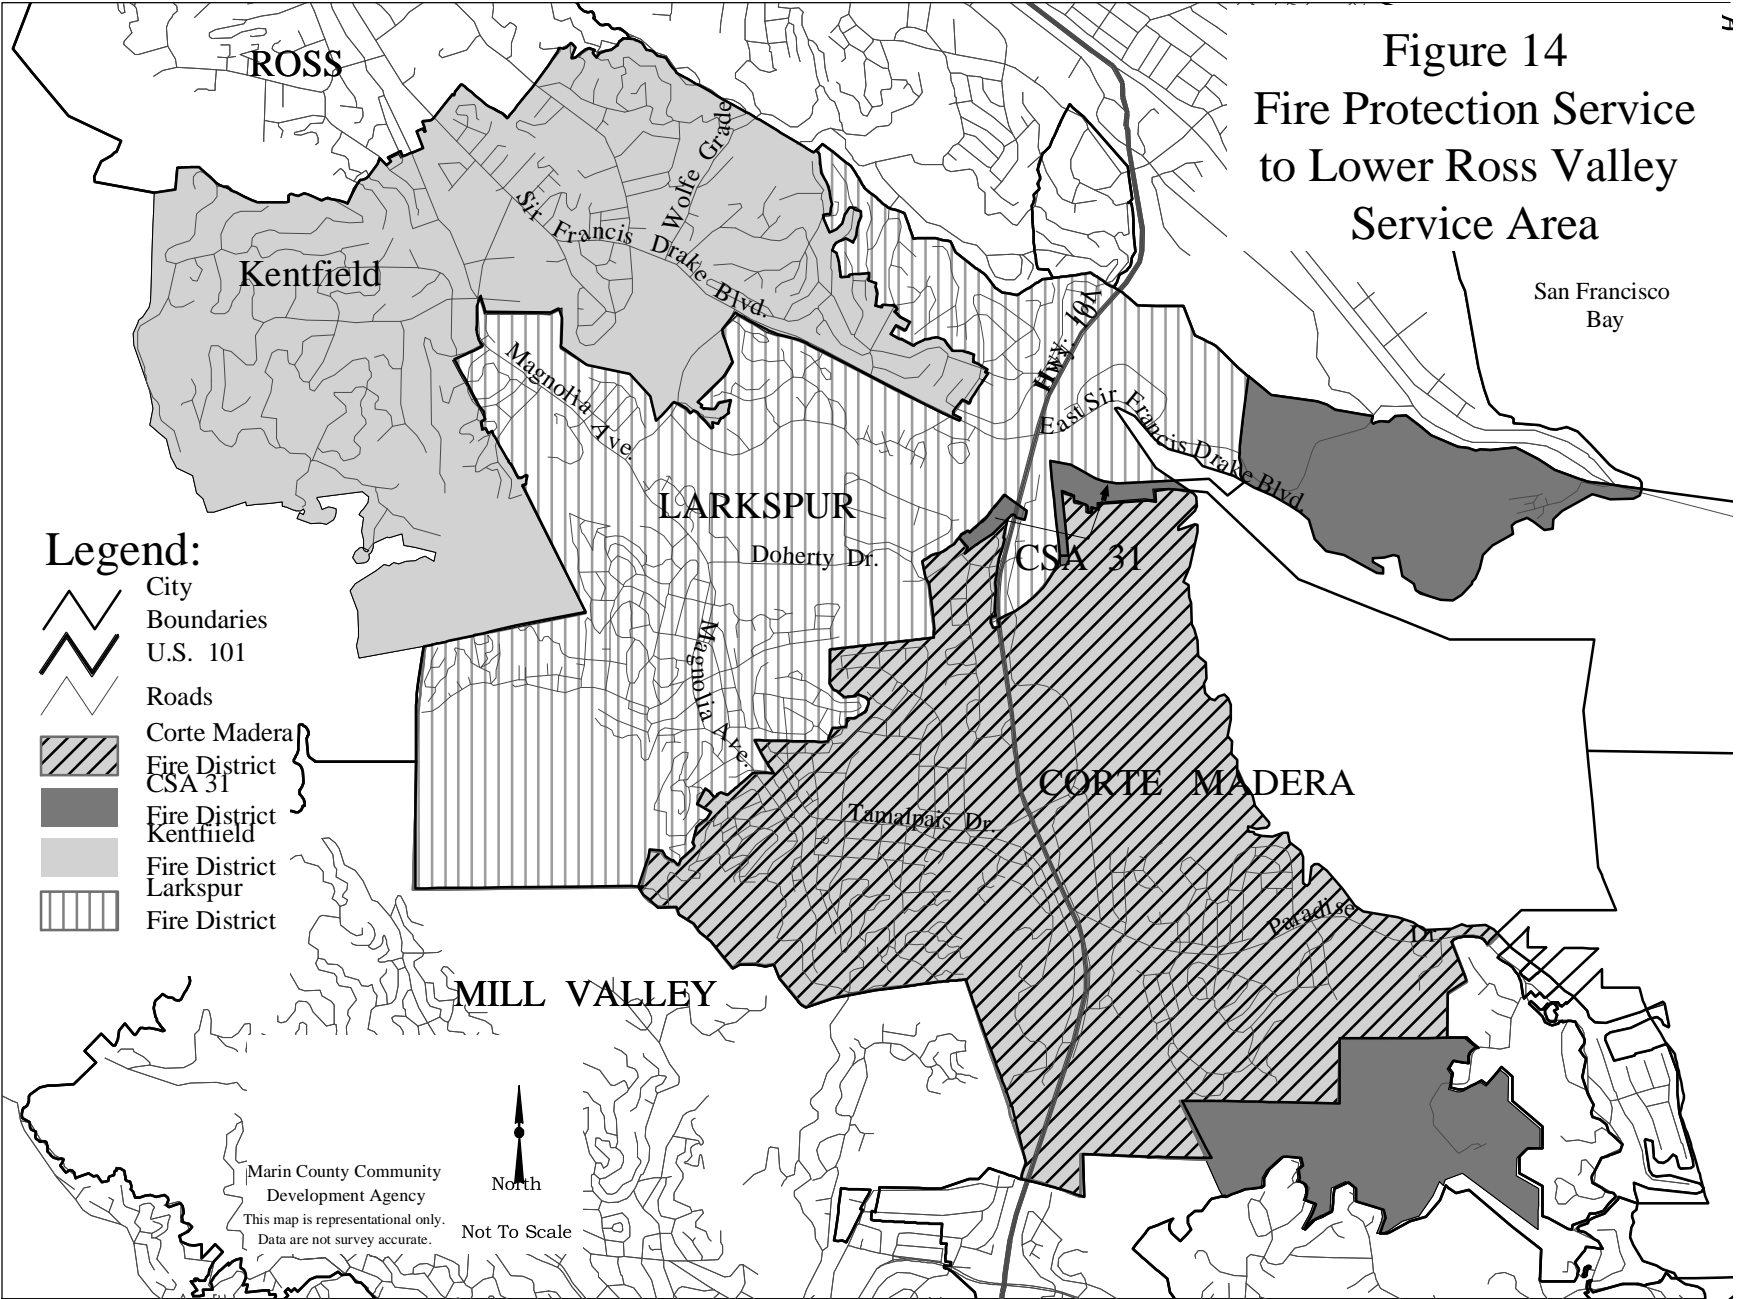 Figure 14
Fire Protection Service
to Lower Ross Valley
Service Area
San Francisco
Bay
ROSS
Kentfield
Wolfe Grade
Sir Francis Drake Blvd.
Hwy. 101
Magnolia Ave.
East Sir Francis Drake Blvd.
LARKSPUR
Doherty Dr.
CSA 31
Magnolia Ave.
CORTE MADERA
Tamalpais Dr.
Paradise Dr.
MILL VALLEY
Legend:
City
Boundaries
U.S. 101
Roads
Corte Madera
Fire District
CSA 31
Fire District
Kentfiield
Fire District
Larkspur
Fire District
Marin County Community
Development Agency
This map is representational only.
Data are not survey accurate.
North
Not To Scale